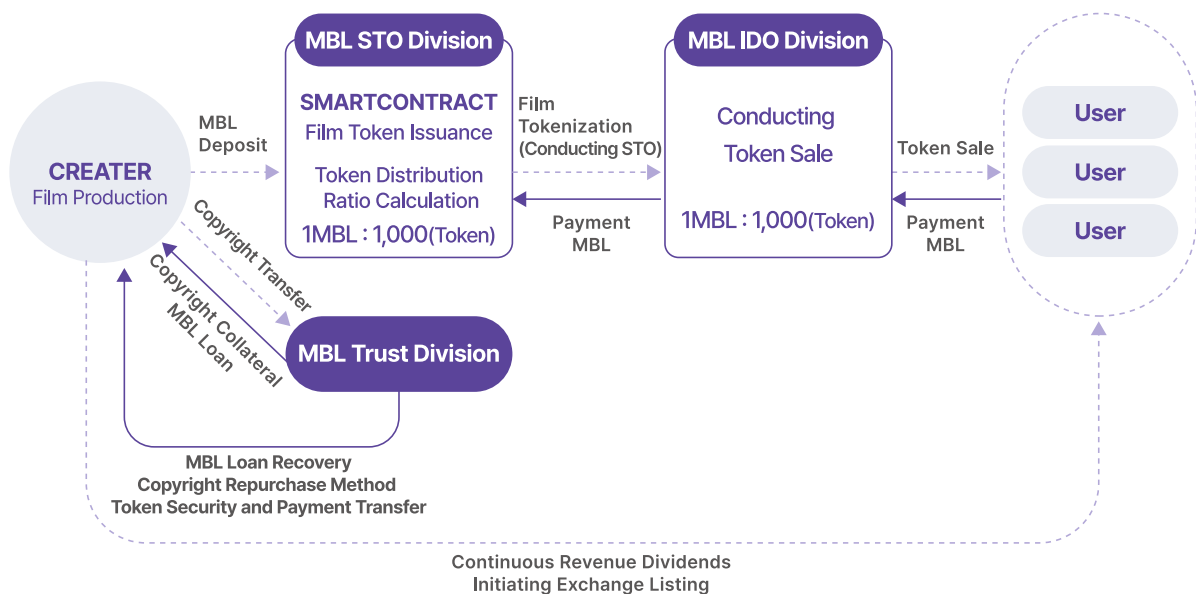 MBL STO Division
MBL IDO Division
SMARTCONTRACT
Film Token Issuance
Token Distribution
Ratio Calculation
1MBL : 1,000(Token)
Film
Tokenization
(Conducting STO)
Payment
MBL
Conducting
Token Sale
1MBL : 1,000(Token)
Token Sale
Payment
MBL
User
User
User
MBL
Deposit
CREATER
Film Production
Copyright Transfer
Copyright Collateral
MBL Loan
MBL Trust Division
MBL Loan Recovery
Copyright Repurchase Method
Token Security and Payment Transfer
Continuous Revenue Dividends
Initiating Exchange Listing